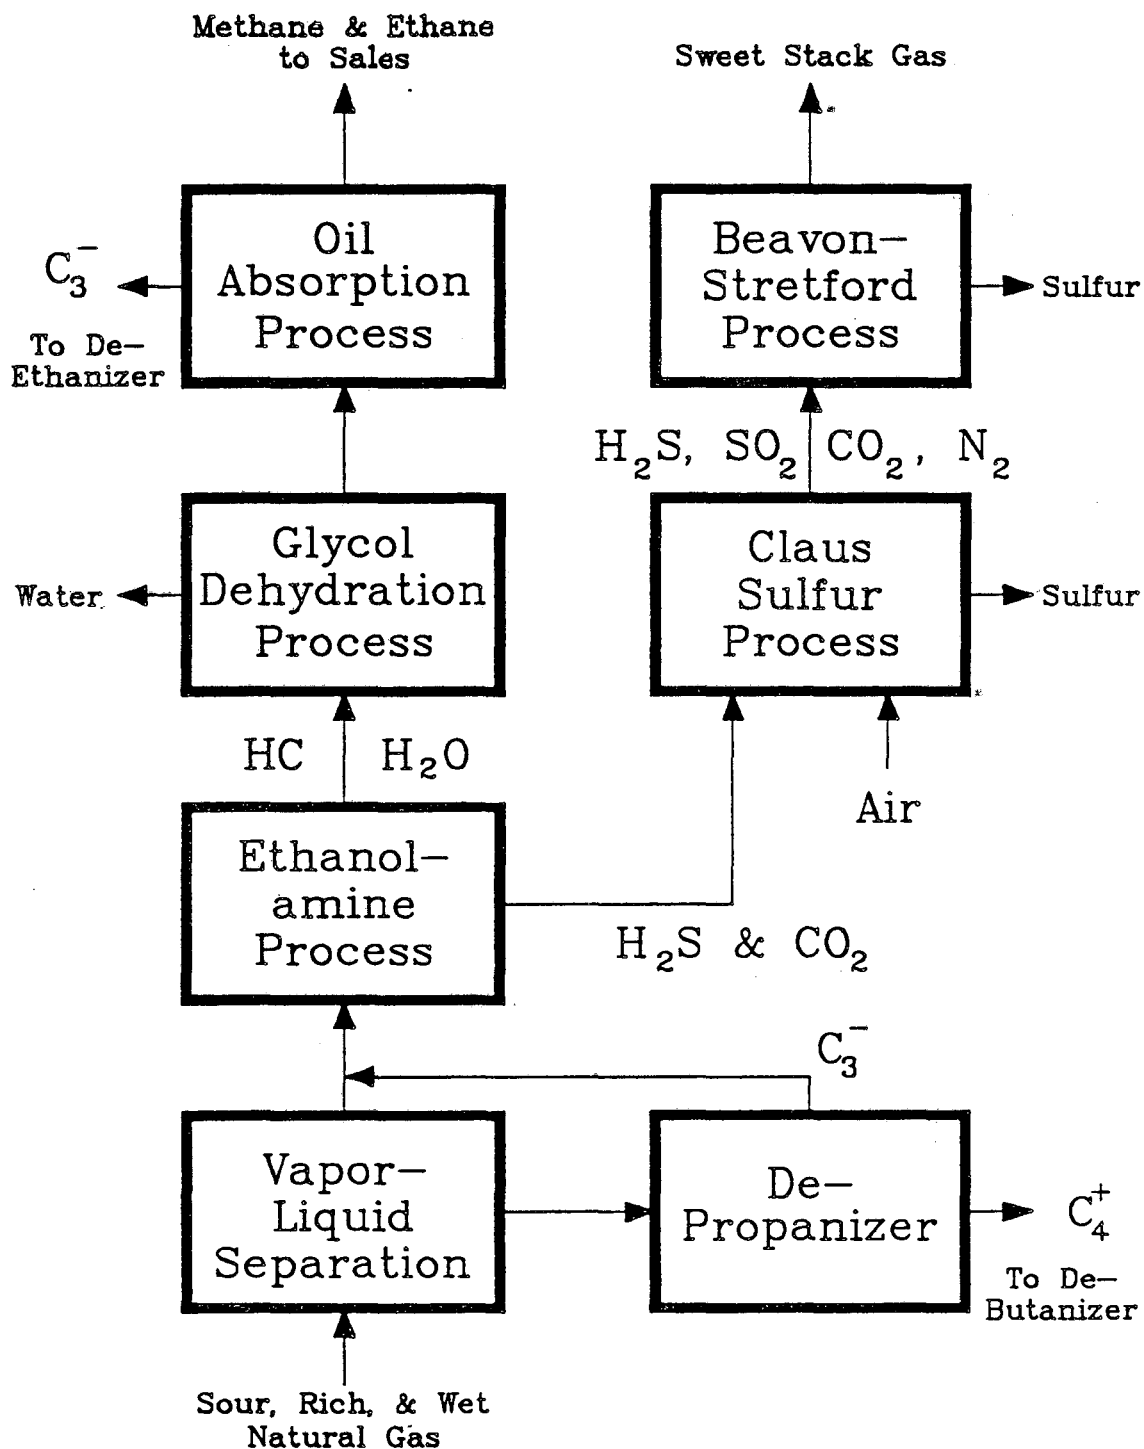 Methane & Ethane
to Sales
Sweet Stack Gas
Oil
Absorption
Process
Beavon-
Stretford
Process
C₃⁻
To De-
Ethanizer
Sulfur
H₂S, SO₂ CO₂, N₂
Glycol
Dehydration
Process
Claus
Sulfur
Process
Water
Sulfur
HC H₂O
Air
Ethanol-
amine
Process
H₂S & CO₂
C₃⁻
Vapor-
Liquid
Separation
De-
Propanizer
C₄⁺
To De-
Butanizer
Sour, Rich, & Wet
Natural Gas